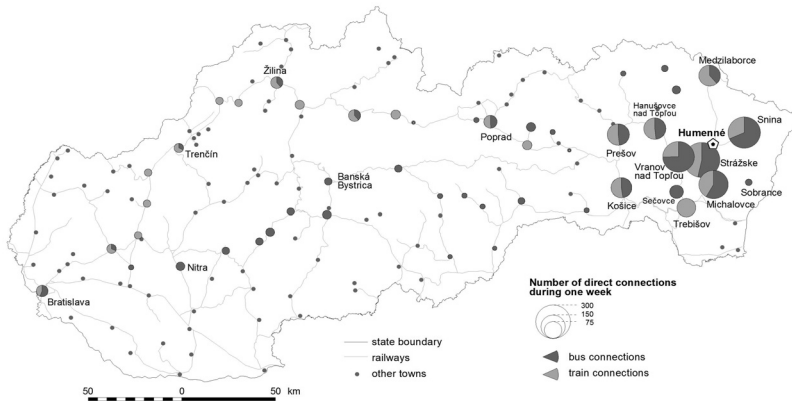 Medzilaborce
Žilina
Hanušovce
nad Topľou
Snina
Humenné
Poprad
Prešov
Trenčín
Vranov
nad Topľou
Strážske
Banská
Bystrica
Michalovce
Sobrance
Košice
Sečovce
Trebišov
Nitra
Bratislava
Number of direct connections
during one week
300
150
75
state boundary
railways
other towns
bus connections
train connections
50 0 50 km